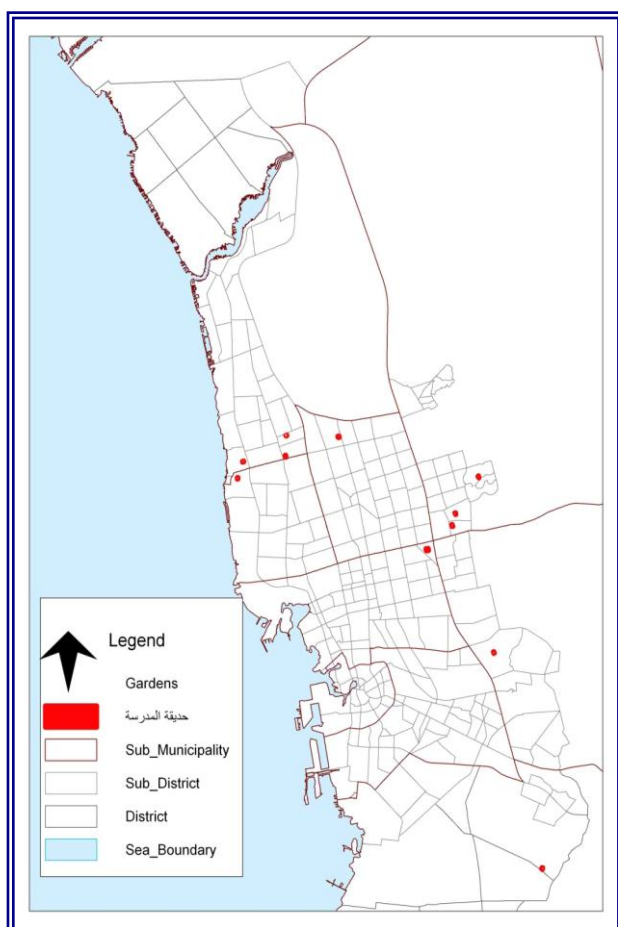 Legend
Gardens
حديقة المدرسة
Sub_Municipality
Sub_District
District
Sea_Boundary